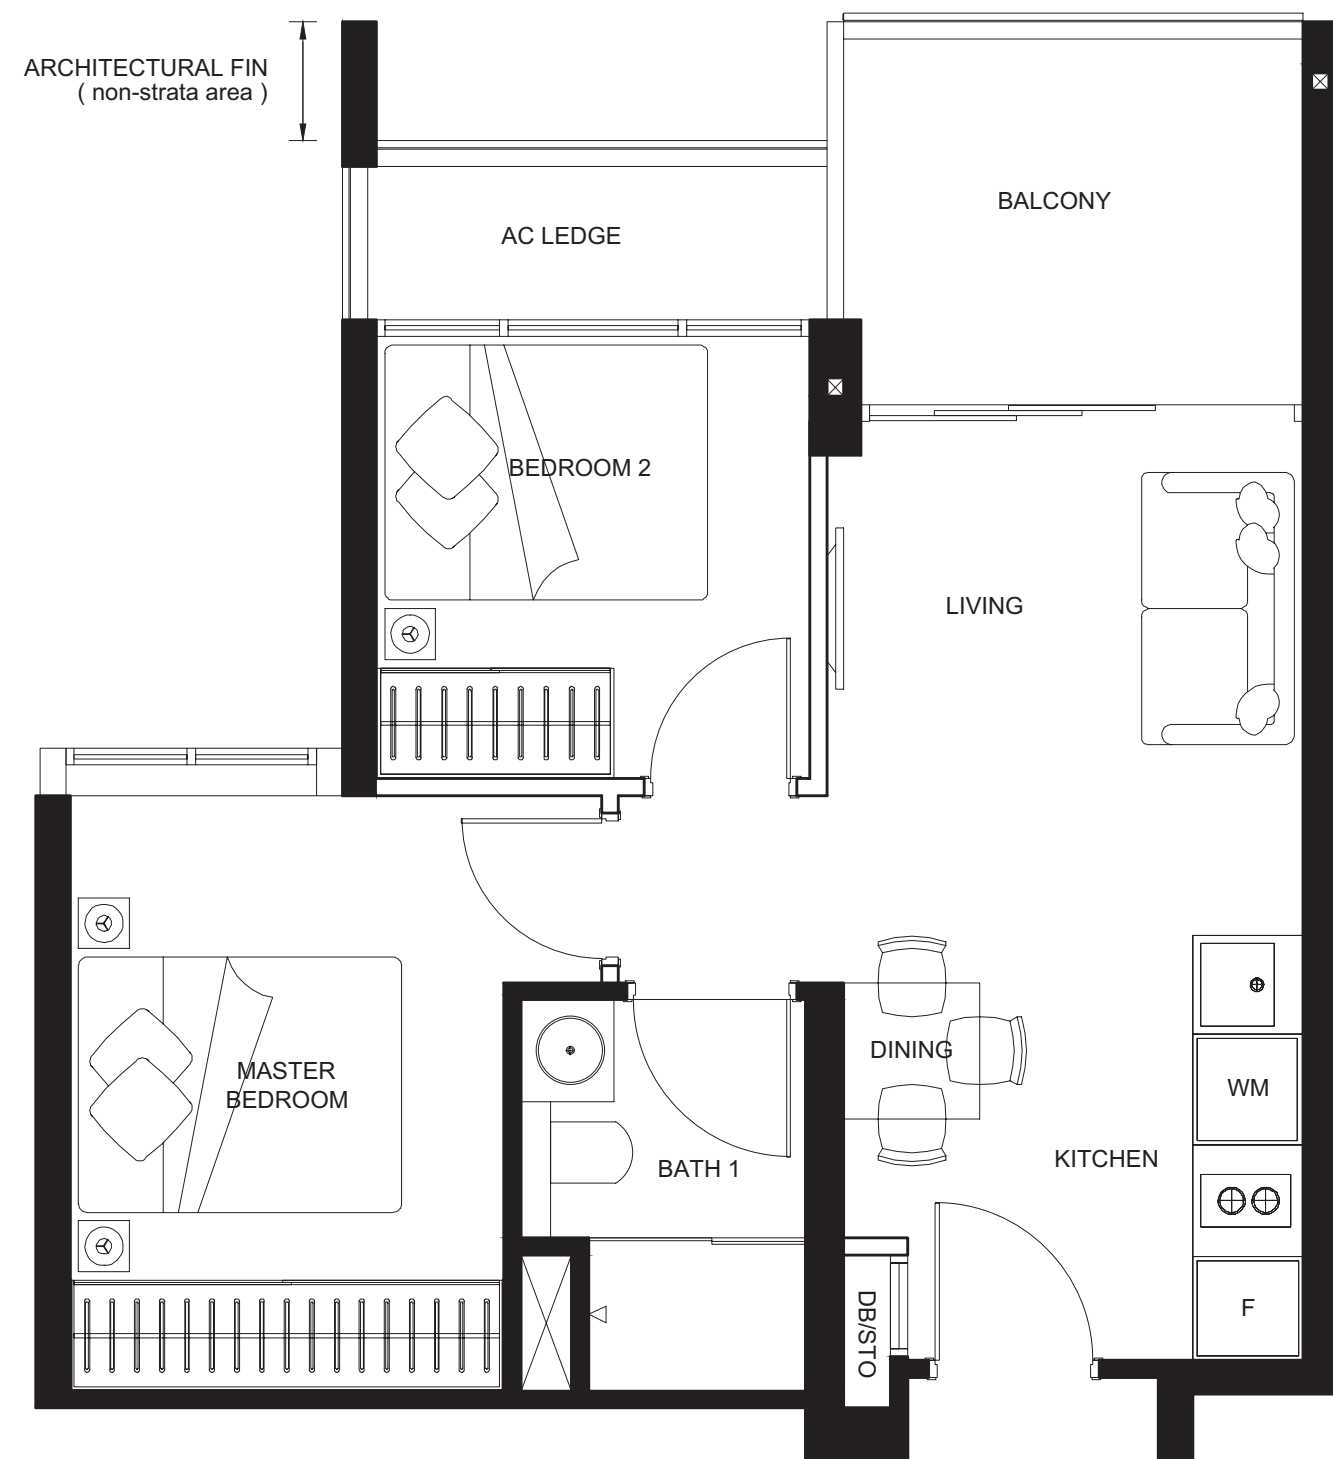 ARCHITECTURAL FIN
( non-strata area )
BALCONY
AC LEDGE
BEDROOM 2
LIVING
DINING
MASTER
BEDROOM
WM
KITCHEN
BATH 1
F
DB/STO